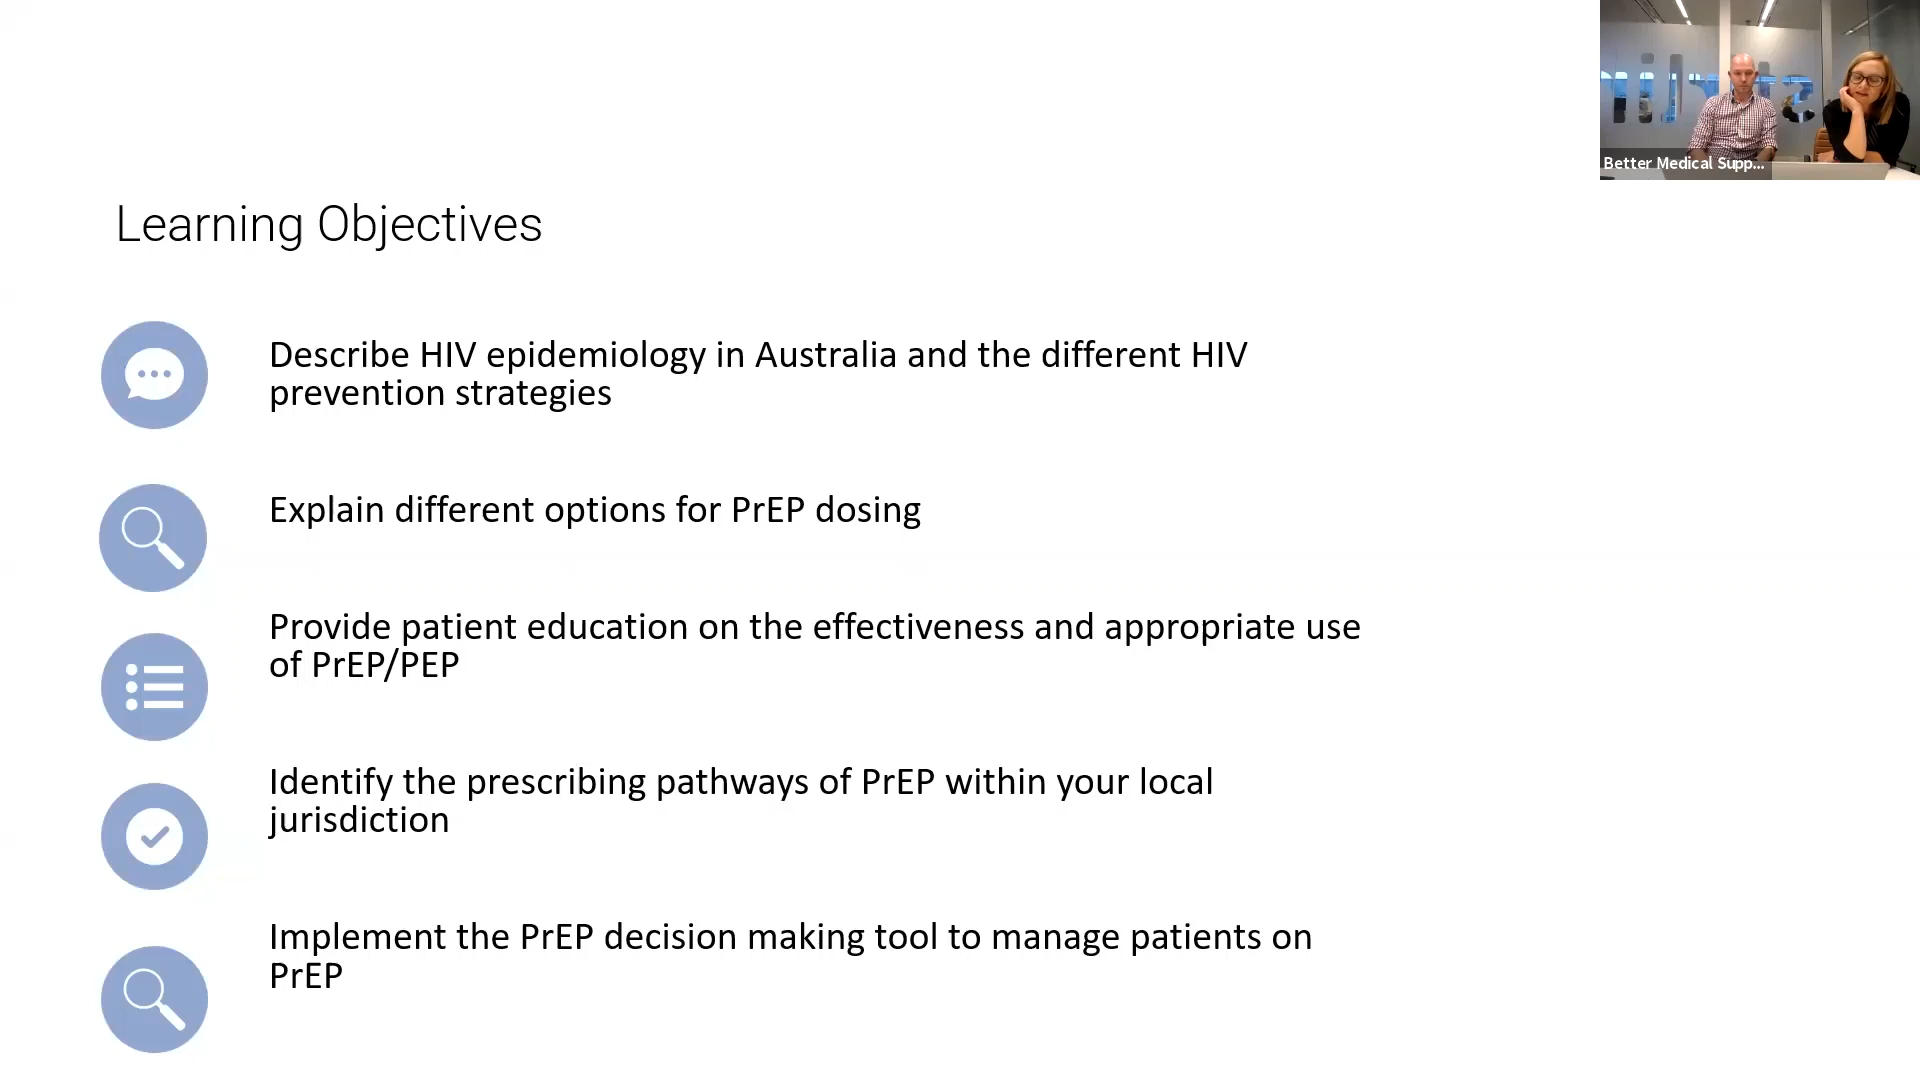 Better Medical Supp...
Learning Objectives
Describe HIV epidemiology in Australia and the different HIV
prevention strategies
Explain different options for PrEP dosing
Provide patient education on the effectiveness and appropriate use
of PrEP/PEP
Identify the prescribing pathways of PrEP within your local
jurisdiction
Implement the PrEP decision making tool to manage patients on
PrEP